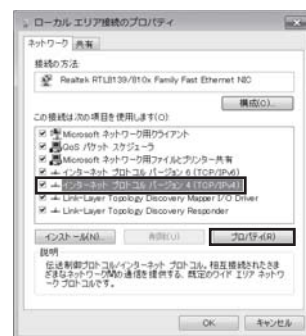 ローカル エリア接続のプロパティ
ネットワーク 共有
接続の方法:
Realtek RTL8139/810x Family Fast Ethernet NIC
構成(C)...
この接続は次の項目を使用します(O):
Microsoft ネットワーク用クライアント
QoS パケット スケジューラ
Microsoft ネットワーク用ファイルとプリンター共有
インターネット プロトコル バージョン 6 (TCP/IPv6)
インターネット プロトコル バージョン 4 (TCP/IPv4)
Link-Layer Topology Discovery Mapper I/O Driver
Link-Layer Topology Discovery Responder
インストール(N)... 削除(U) プロパティ(R)
説明
伝送制御プロトコル/インターネット プロトコル。相互接続されたさま
ざまなネットワーク間の通信を提供する、既定のワイド エリア ネットワ
ーク プロトコルです。
OK キャンセル